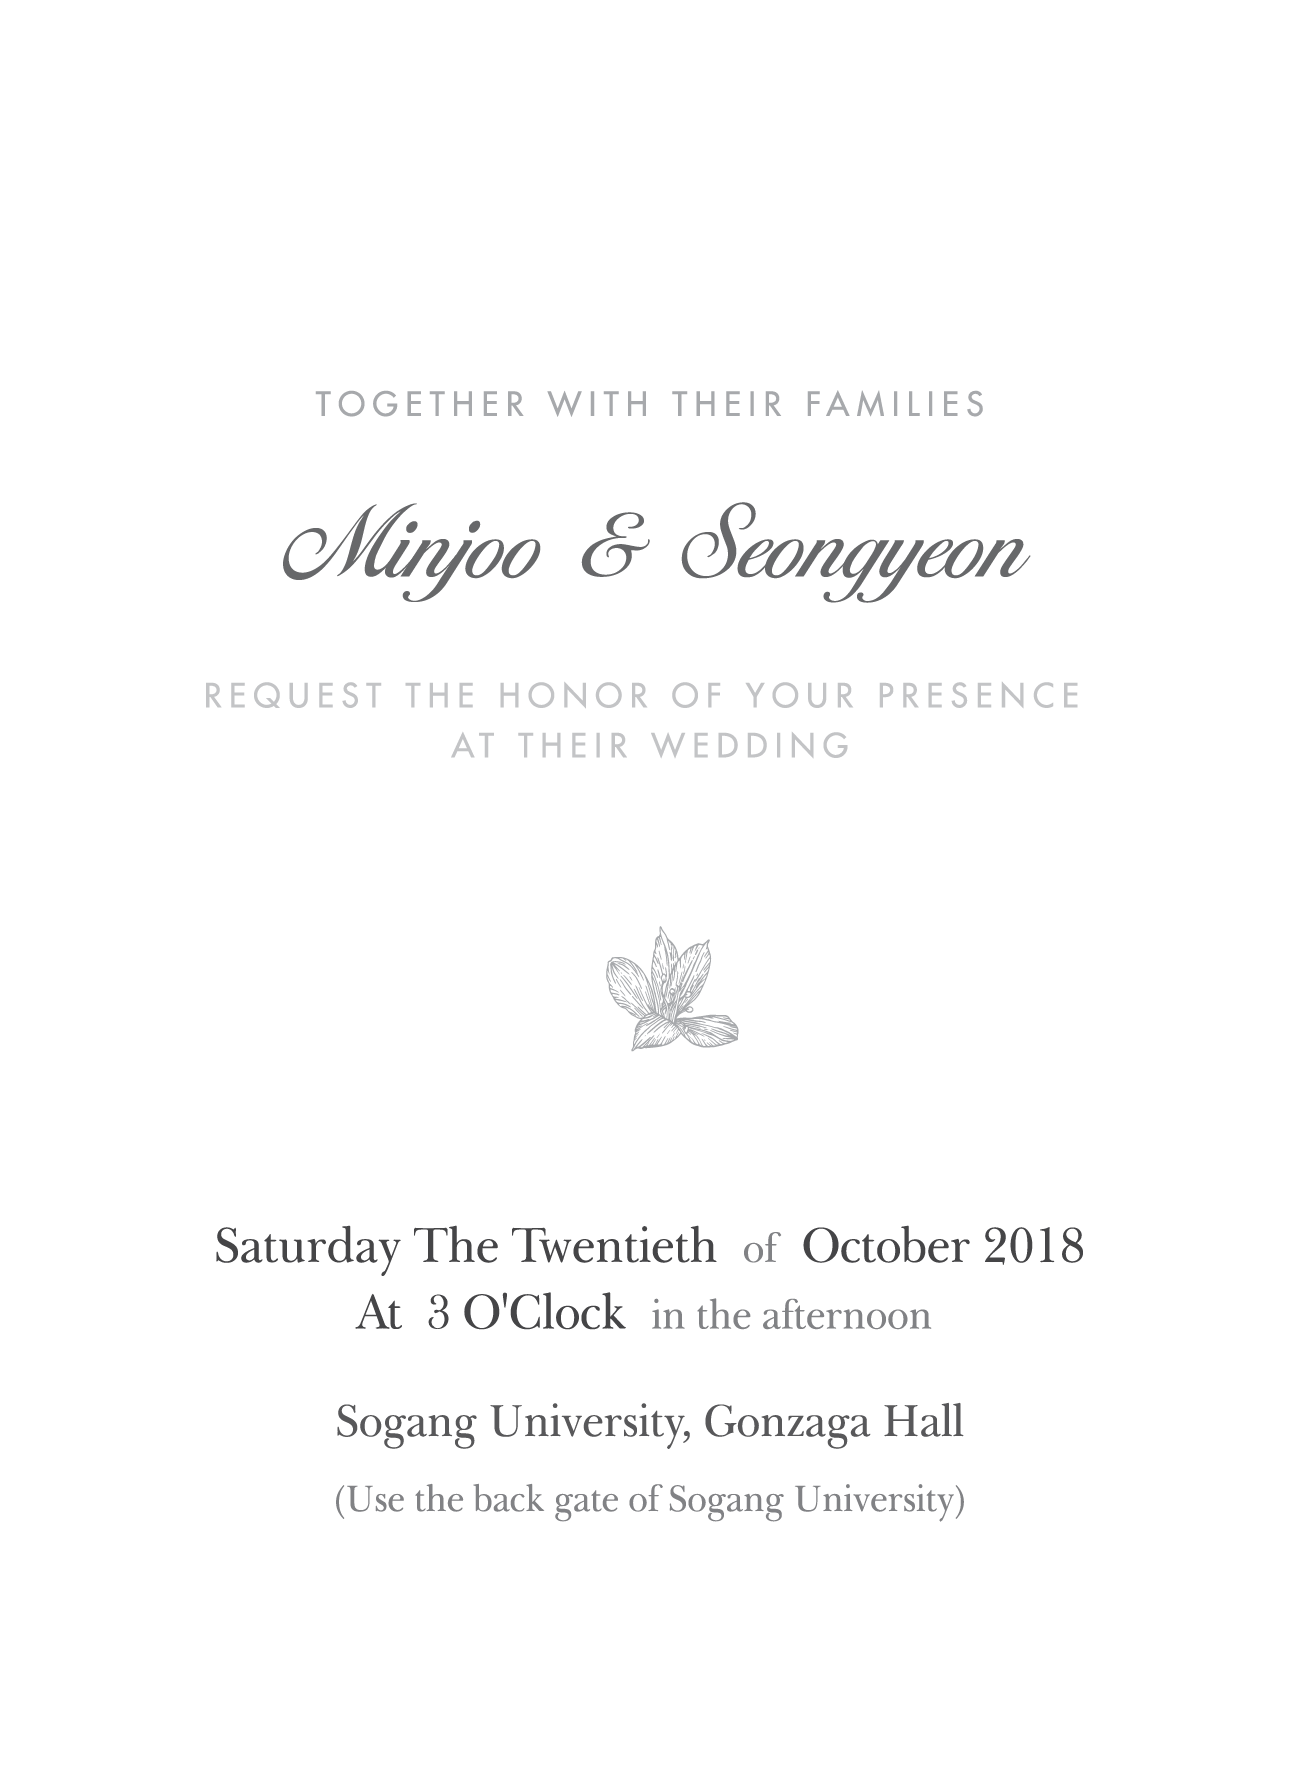 TOGETHER WITH THEIR FAMILIES
Minjoo & Seongyeon
REQUEST THE HONOR OF YOUR PRESENCE
AT THEIR WEDDING
Saturday The Twentieth of October 2018
At 3 O'Clock in the afternoon
Sogang University, Gonzaga Hall
(Use the back gate of Sogang University)